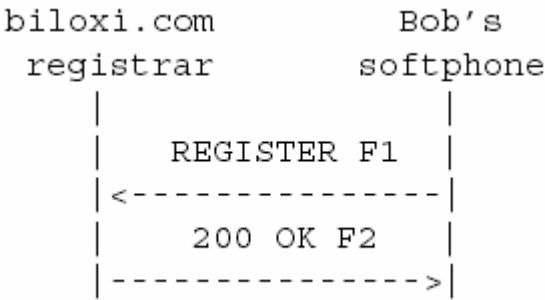 biloxi.com Bob's
registrar softphone
REGISTER F1
200 OK F2